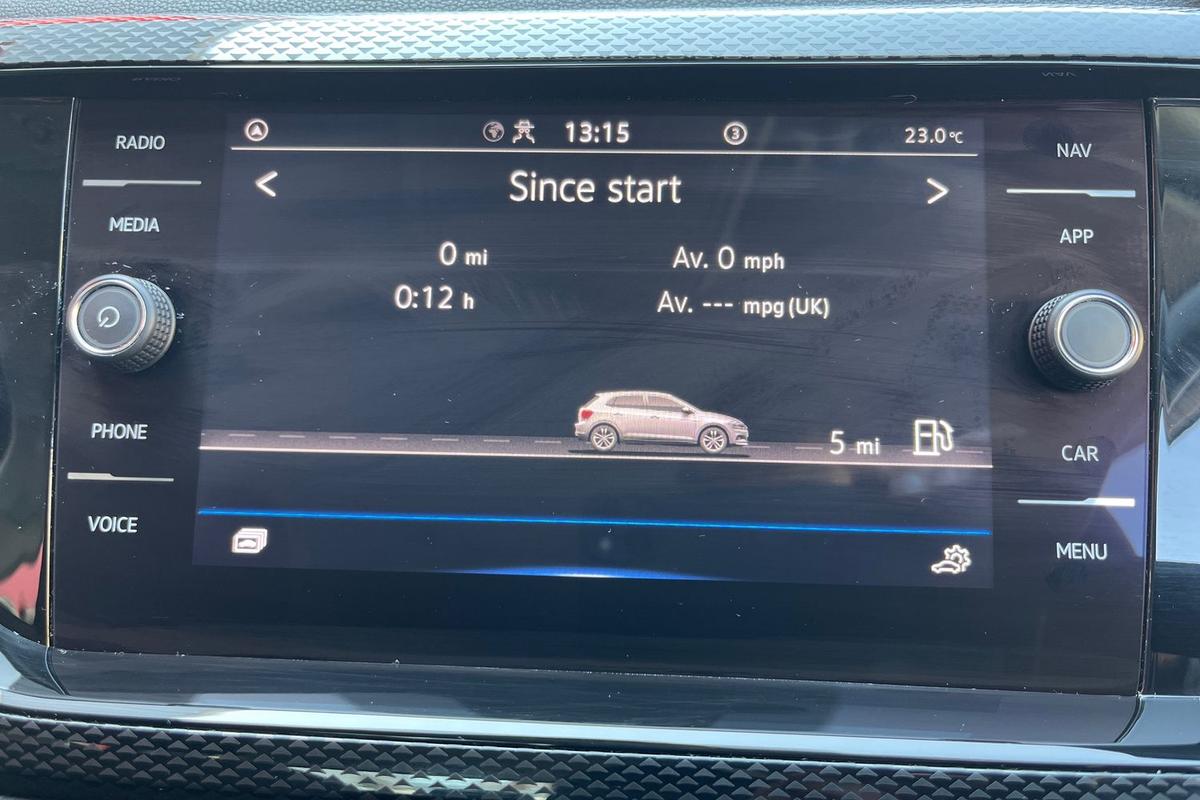 RADIO
MEDIA
PHONE
VOICE
13:15
3
23.0°C
< Since start >
0 mi
Av. 0 mph
0:12 h
Av. --- mpg (UK)
5 mi
NAV
APP
CAR
MENU